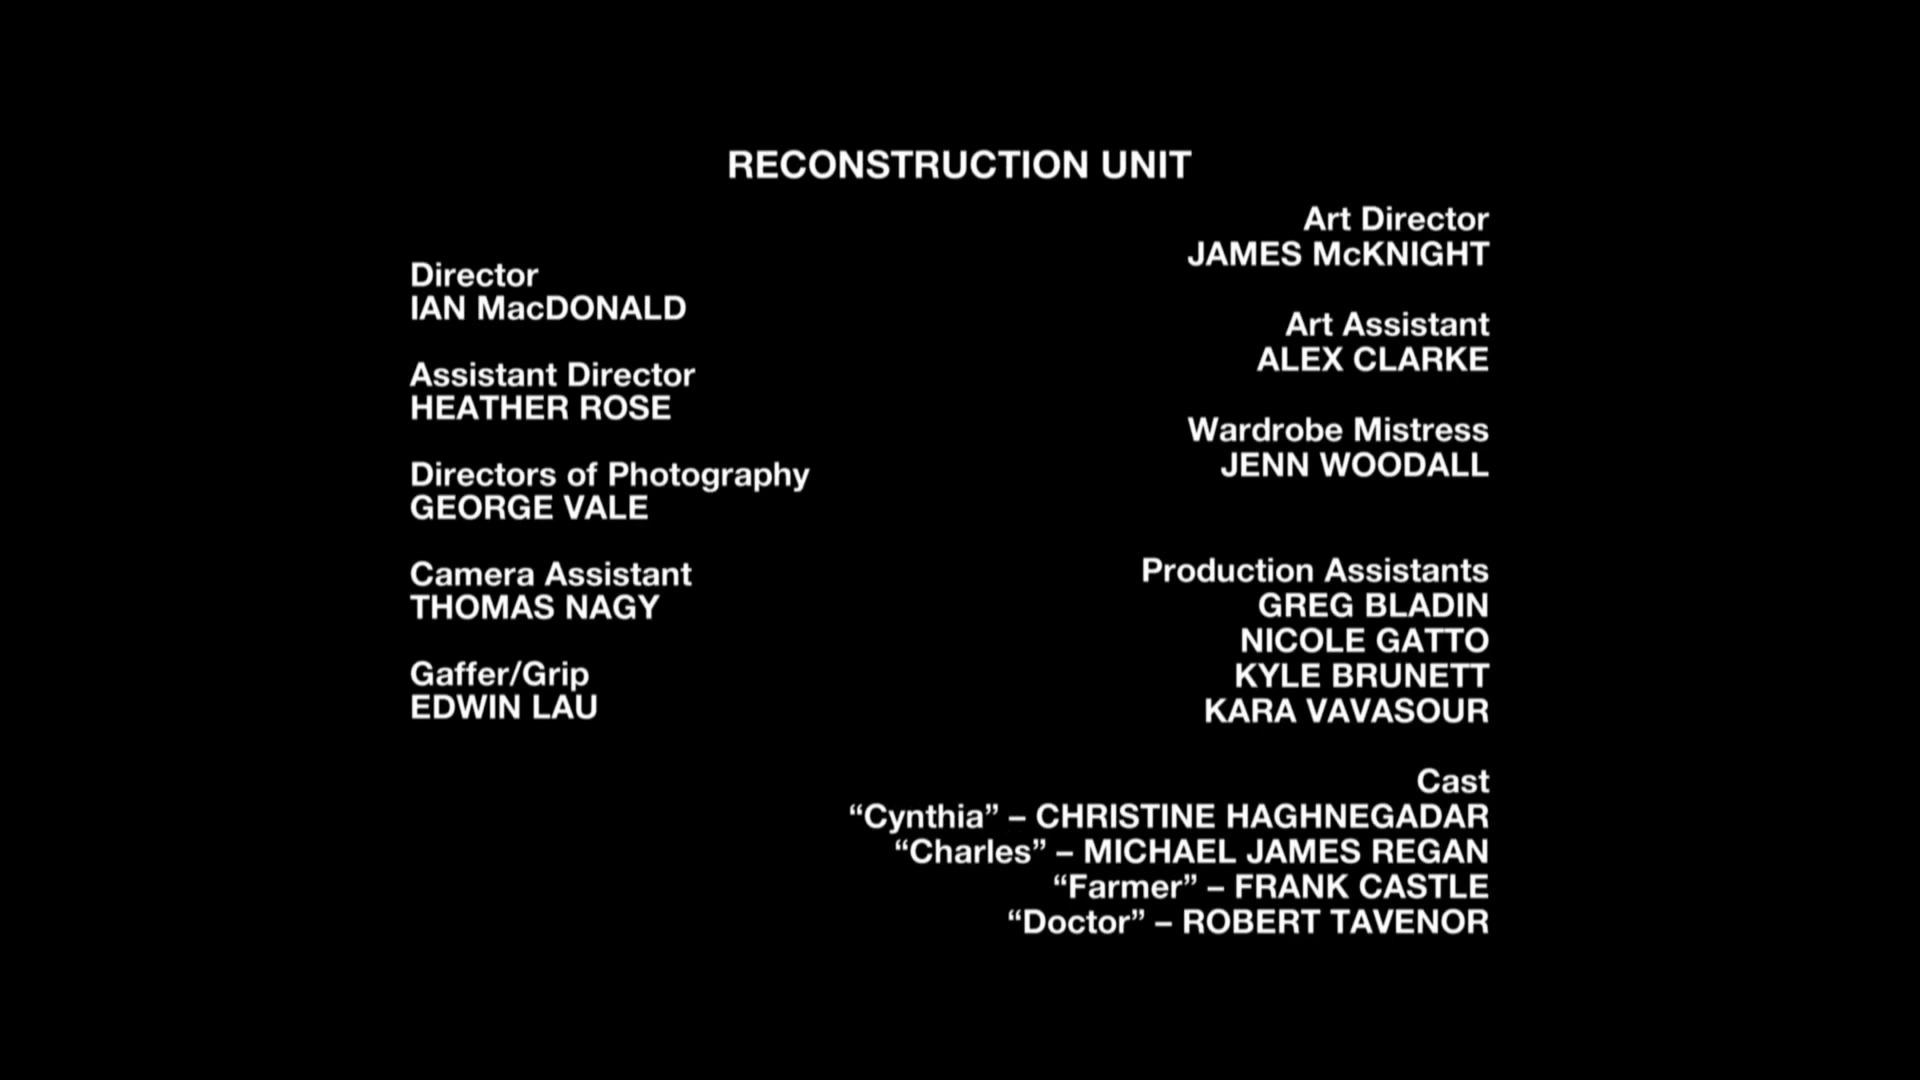 RECONSTRUCTION UNIT
Director
IAN MacDONALD
Assistant Director
HEATHER ROSE
Directors of Photography
GEORGE VALE
Camera Assistant
THOMAS NAGY
Gaffer/Grip
EDWIN LAU
Art Director
JAMES McKNIGHT
Art Assistant
ALEX CLARKE
Wardrobe Mistress
JENN WOODALL
Production Assistants
GREG BLADIN
NICOLE GATTO
KYLE BRUNETT
KARA VAVASOUR
Cast
“Cynthia” – CHRISTINE HAGHNEGADAR
“Charles” – MICHAEL JAMES REGAN
“Farmer” – FRANK CASTLE
“Doctor” – ROBERT TAVENOR